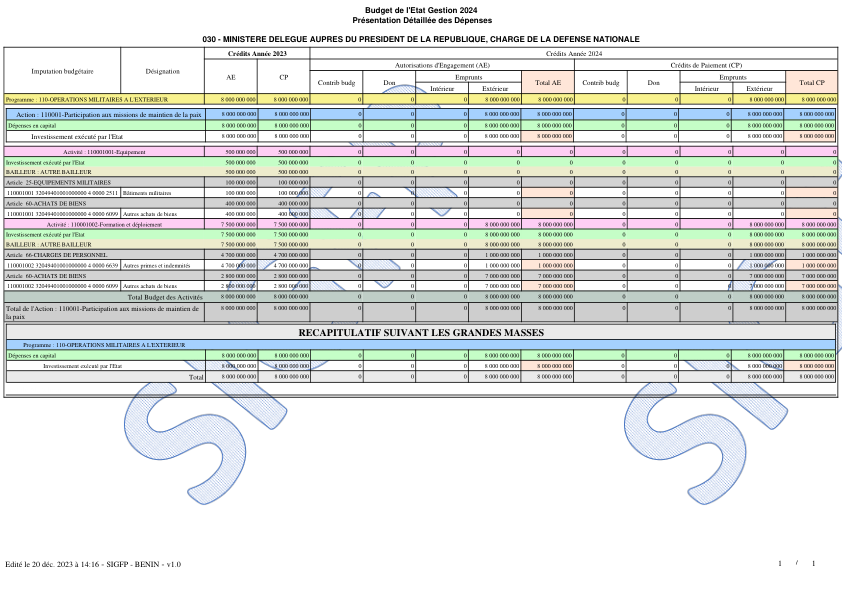 Budget de l'Etat Gestion 2024
Présentation Détaillée des Dépenses
030 - MINISTERE DELEGUE AUPRES DU PRESIDENT DE LA REPUBLIQUE, CHARGE DE LA DEFENSE NATIONALE
Imputation budgétaire Désignation Crédits Année 2023 Crédits Année 2024
AE CP Autorisations d'Engagement (AE) Crédits de Paiement (CP)
Contrib budg Don Emprunts Total AE Contrib budg Don Emprunts Total CP
Intérieur Extérieur Intérieur Extérieur
Programme : 110-OPERATIONS MILITAIRES A L'EXTERIEUR 8 000 000 000 8 000 000 000 0 0 0 8 000 000 000 8 000 000 000 0 0 0 8 000 000 000 8 000 000 000
Action : 110001-Participation aux missions de maintien de la paix 8 000 000 000 8 000 000 000 0 0 0 8 000 000 000 8 000 000 000 0 0 0 8 000 000 000 8 000 000 000
Dépenses en capital 8 000 000 000 8 000 000 000 0 0 0 8 000 000 000 8 000 000 000 0 0 0 8 000 000 000 8 000 000 000
Investissement exécuté par l'Etat 8 000 000 000 8 000 000 000 0 0 0 8 000 000 000 8 000 000 000 0 0 0 8 000 000 000 8 000 000 000
Activité : 110001001-Equipement 500 000 000 500 000 000 0 0 0 0 0 0 0 0 0 0
Investissement exécuté par l'Etat 500 000 000 500 000 000 0 0 0 0 0 0 0 0 0 0
BAILLEUR : AUTRE BAILLEUR 500 000 000 500 000 000 0 0 0 0 0 0 0 0 0 0
Article 25-EQUIPEMENTS MILITAIRES 100 000 000 100 000 000 0 0 0 0 0 0 0 0 0 0
110001001 3204940100100000 4 0000 2511 Bâtiments militaires 100 000 000 100 000 000 0 0 0 0 0 0 0 0 0 0
Article 60-ACHATS DE BIENS 400 000 000 400 000 000 0 0 0 0 0 0 0 0 0 0
110001001 3204940100100000 4 0000 6099 Autres achats de biens 400 000 000 400 000 000 0 0 0 0 0 0 0 0 0 0
Activité : 110001002-Formation et déploiement 7 500 000 000 7 500 000 000 0 0 0 8 000 000 000 8 000 000 000 0 0 0 8 000 000 000 8 000 000 000
Investissement exécuté par l'Etat 7 500 000 000 7 500 000 000 0 0 0 8 000 000 000 8 000 000 000 0 0 0 8 000 000 000 8 000 000 000
BAILLEUR : AUTRE BAILLEUR 7 500 000 000 7 500 000 000 0 0 0 8 000 000 000 8 000 000 000 0 0 0 8 000 000 000 8 000 000 000
Article 66-CHARGES DE PERSONNEL 4 700 000 000 4 700 000 000 0 0 0 1 000 000 000 1 000 000 000 0 0 0 1 000 000 000 1 000 000 000
110001002 3204940100100000 4 0000 6639 Autres primes et indemnités 4 700 000 000 4 700 000 000 0 0 0 1 000 000 000 1 000 000 000 0 0 0 1 000 000 000 1 000 000 000
Article 60-ACHATS DE BIENS 2 800 000 000 2 800 000 000 0 0 0 7 000 000 000 7 000 000 000 0 0 0 7 000 000 000 7 000 000 000
110001002 3204940100100000 4 0000 6099 Autres achats de biens 2 800 000 000 2 800 000 000 0 0 0 7 000 000 000 7 000 000 000 0 0 0 7 000 000 000 7 000 000 000
Total Budget des Activités 8 000 000 000 8 000 000 000 0 0 0 8 000 000 000 8 000 000 000 0 0 0 8 000 000 000 8 000 000 000
Total de l'Action : 110001-Participation aux missions de maintien de la paix 8 000 000 000 8 000 000 000 0 0 0 8 000 000 000 8 000 000 000 0 0 0 8 000 000 000 8 000 000 000
RECAPITULATIF SUIVANT LES GRANDES MASSES
Programme : 110-OPERATIONS MILITAIRES A L'EXTERIEUR
Dépenses en capital 8 000 000 000 8 000 000 000 0 0 0 8 000 000 000 8 000 000 000 0 0 0 8 000 000 000 8 000 000 000
Investissement exécuté par l'Etat 8 000 000 000 8 000 000 000 0 0 0 8 000 000 000 8 000 000 000 0 0 0 8 000 000 000 8 000 000 000
Total 8 000 000 000 8 000 000 000 0 0 0 8 000 000 000 8 000 000 000 0 0 0 8 000 000 000 8 000 000 000
Edité le 20 déc. 2023 à 14:16 - SIGFP - BENIN - v1.0 1 / 1